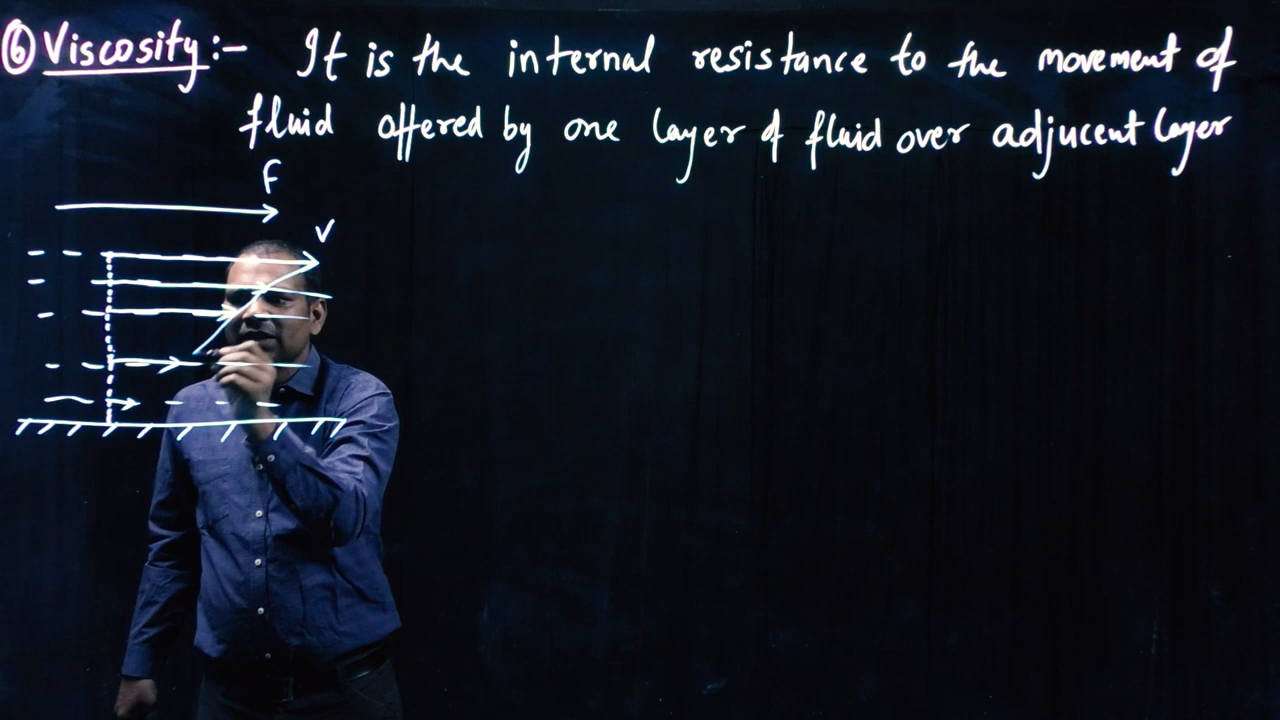 ⑥ Viscosity :- It is the internal resistance to the movement of
fluid offered by one layer of fluid over adjucent layer
F
V